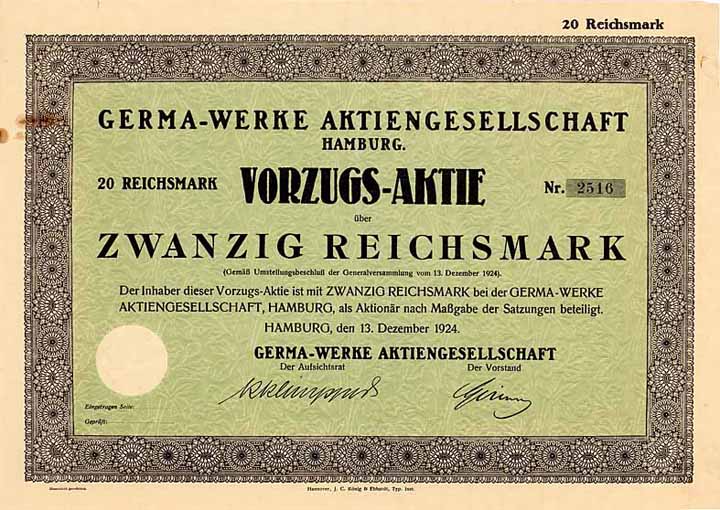 20 Reichsmark
GERMA-WERKE AKTIENGESELLSCHAFT
HAMBURG.
20 REICHSMARK VORZUGS-AKTIE Nr. 2516
über
ZWANZIG REICHSMARK
(Gemäß Umstellungsbeschluß der Generalversammlung vom 13. Dezember 1924).
Der Inhaber dieser Vorzugs-Aktie ist mit ZWANZIG REICHSMARK bei der GERMA-WERKE
AKTIENGESELLSCHAFT, HAMBURG, als Aktionär nach Maßgabe der Satzungen beteiligt.
HAMBURG, den 13. Dezember 1924.
GERMA-WERKE AKTIENGESELLSCHAFT
Der Aufsichtsrat Der Vorstand
Eingetragen Seite:
Geprüft:
Hannover, J. C. König & Ebhardt, Typ. Inst.